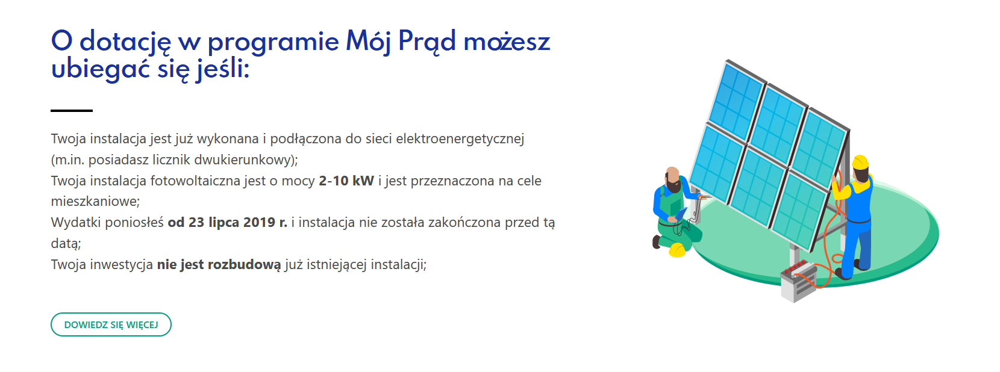 O dotację w programie Mój Prąd możesz
ubiegać się jeśli:
Twoja instalacja jest już wykonana i podłączona do sieci elektroenergetycznej
(m.in. posiadasz licznik dwukierunkowy);
Twoja instalacja fotowoltaiczna jest o mocy 2-10 kW i jest przeznaczona na cele
mieszkaniowe;
Wydatki poniosłeś od 23 lipca 2019 r. i instalacja nie została zakończona przed tą
datą;
Twoja inwestycja nie jest rozbudową już istniejącej instalacji;
DOWIEDZ SIĘ WIĘCEJ